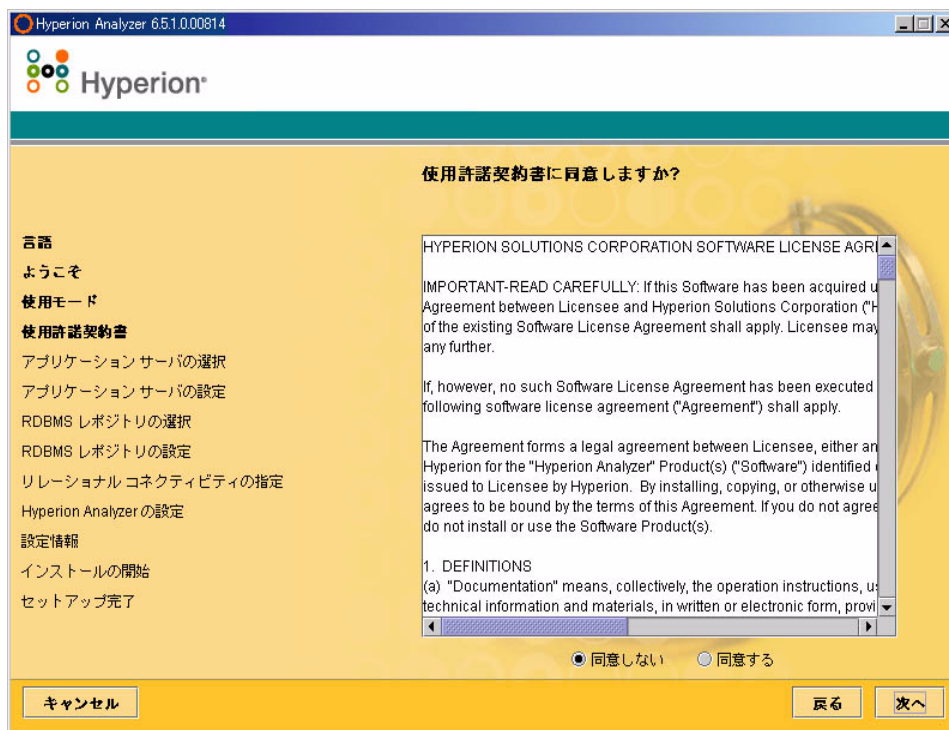 Hyperion Analyzer 6.5.1.0.00814
Hyperion
使用許諾契約書に同意しますか?
言語
ようこそ
使用モード
使用許諾契約書
アプリケーション サーバの選択
アプリケーション サーバの設定
RDBMS レポジトリの選択
RDBMS レポジトリの設定
リレーショナル コネクティビティの指定
Hyperion Analyzer の設定
設定情報
インストールの開始
セットアップ完了
HYPERION SOLUTIONS CORPORATION SOFTWARE LICENSE AGR
IMPORTANT-READ CAREFULLY: If this Software has been acquired u
Agreement between Licensee and Hyperion Solutions Corporation ("H
of the existing Software License Agreement shall apply. Licensee may
any further.
If, however, no such Software License Agreement has been executed
following software license agreement ("Agreement") shall apply.
The Agreement forms a legal agreement between Licensee, either an
Hyperion for the "Hyperion Analyzer" Product(s) ("Software") identified
issued to Licensee by Hyperion. By installing, copying, or otherwise u
agrees to be bound by the terms of this Agreement. If you do not agree
do not install or use the Software Product(s).
1. DEFINITIONS
(a) "Documentation" means, collectively, the operation instructions, u
technical information and materials, in written or electronic form, provi
同意しない 同意する
キャンセル 戻る 次へ